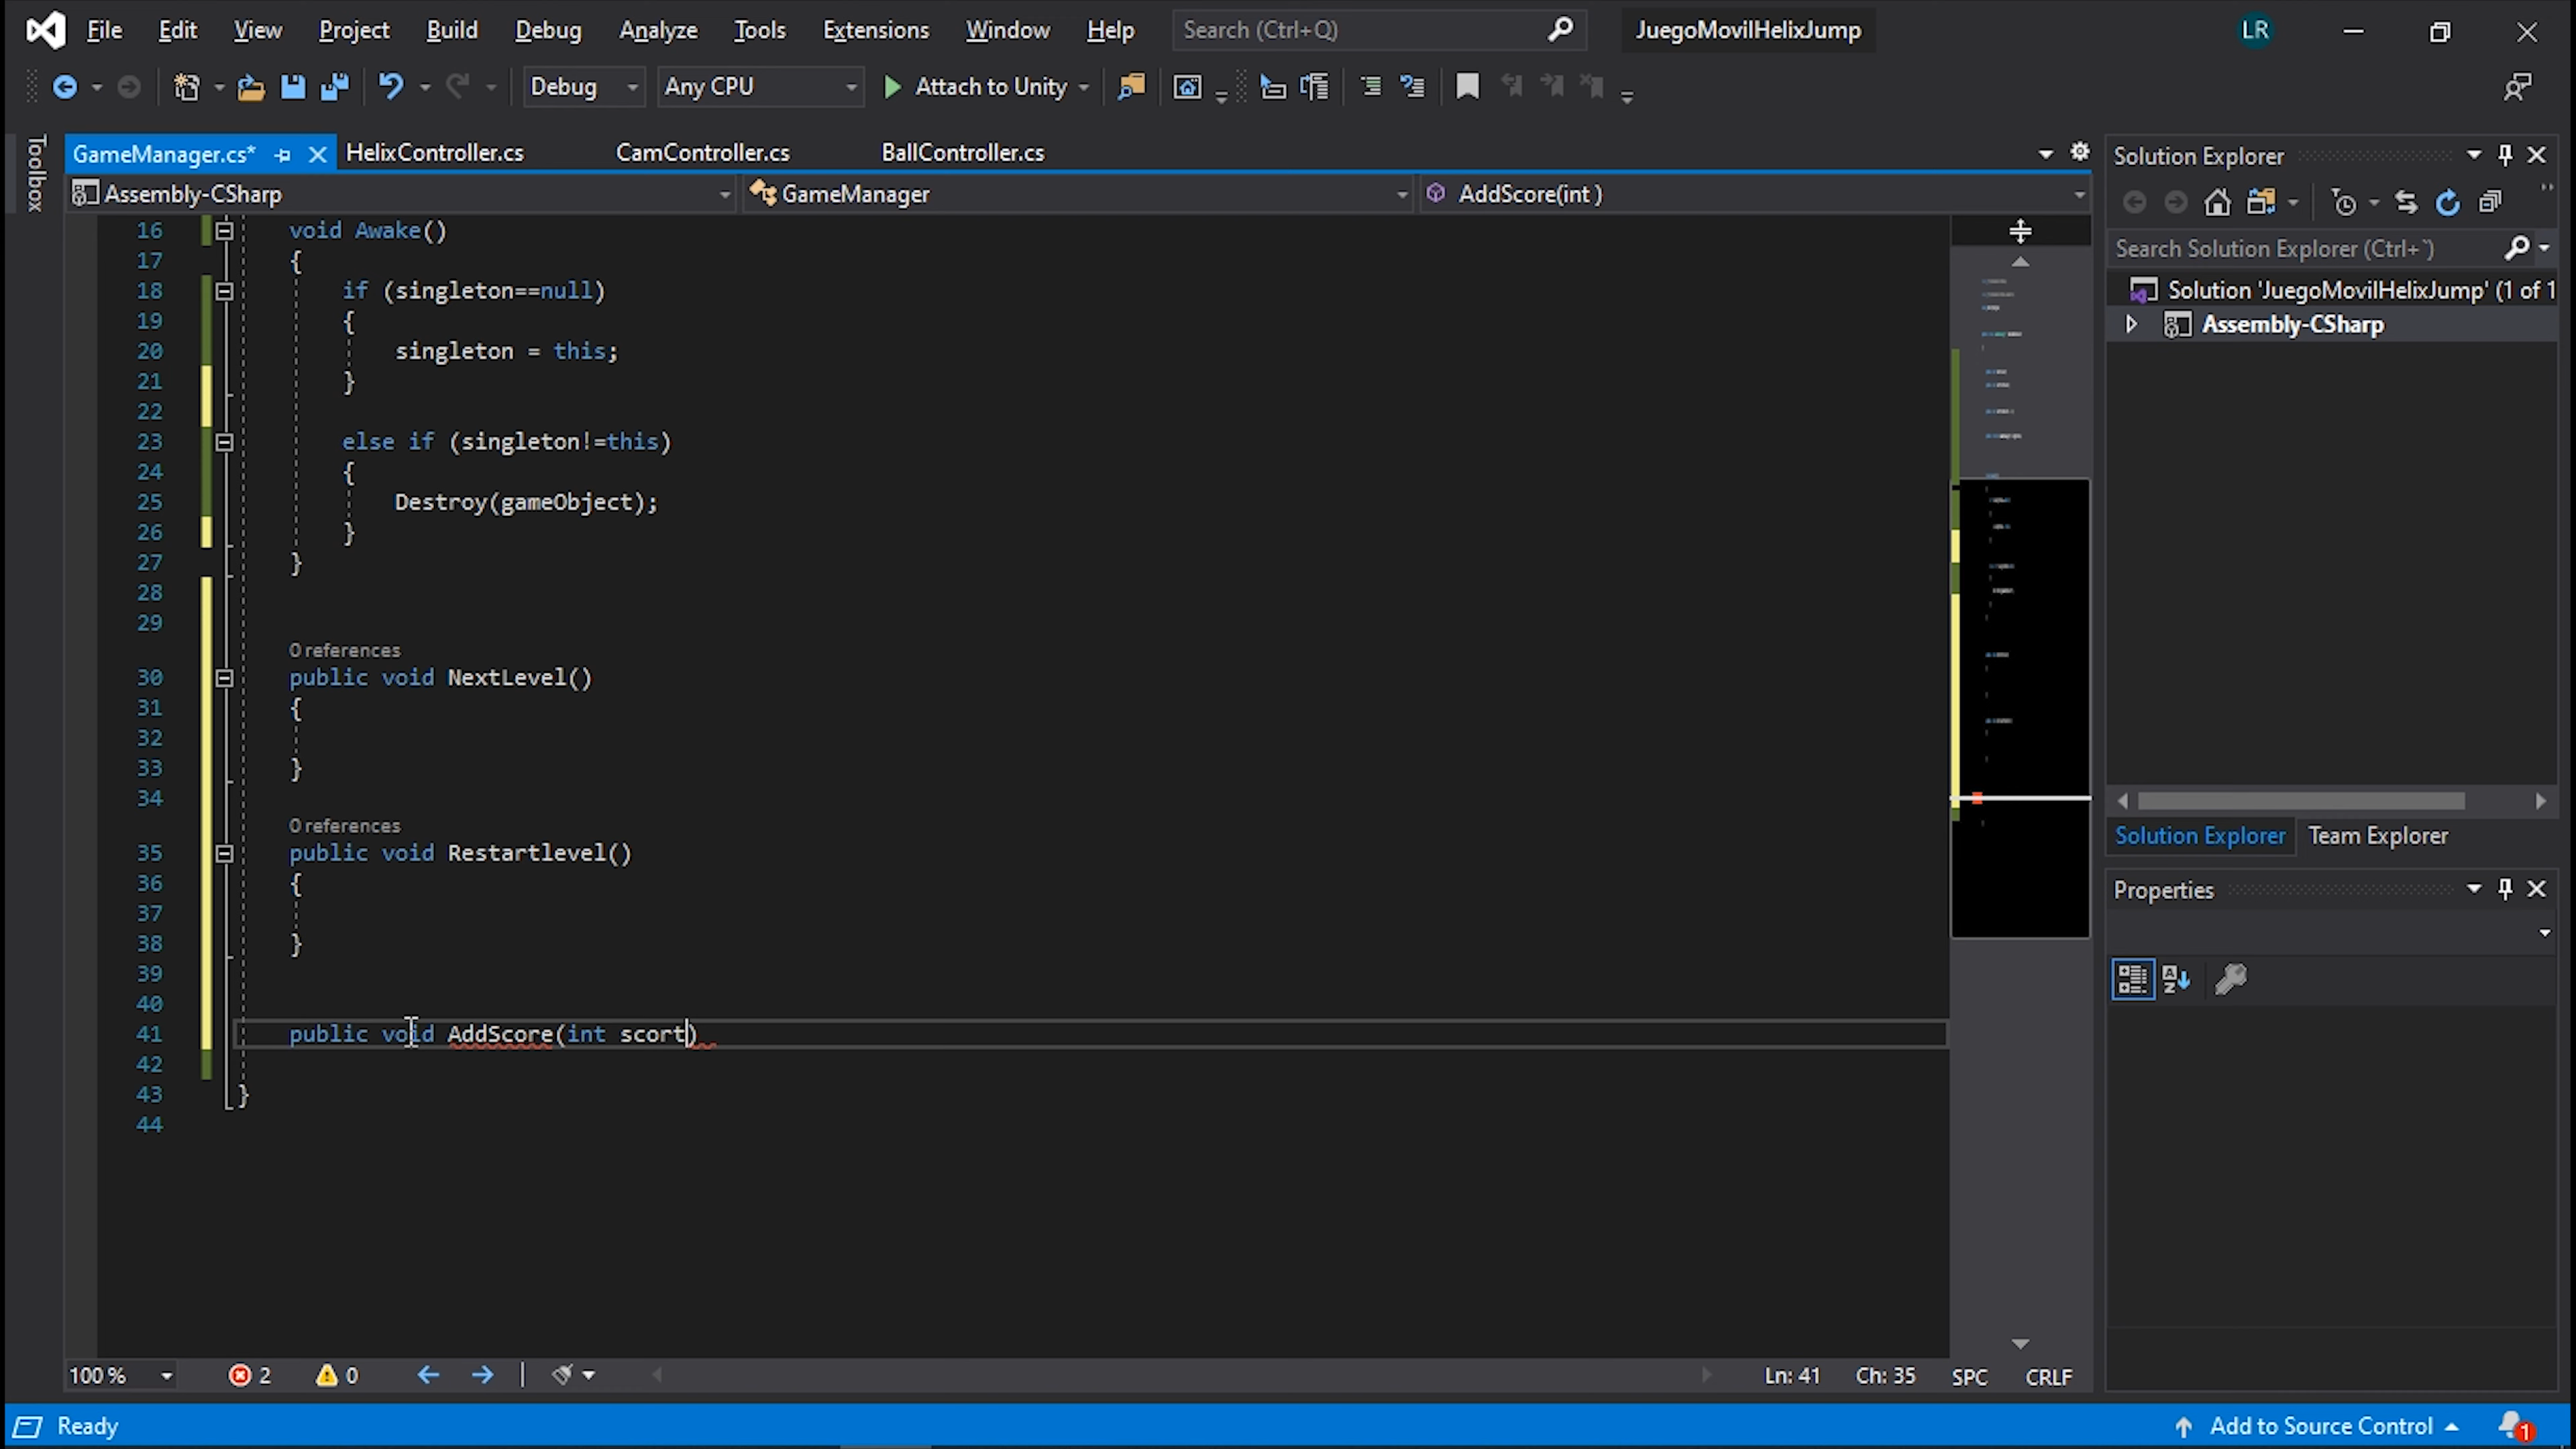 File Edit View Project Build Debug Analyze Tools Extensions Window Help Search (Ctrl+Q) JuegoMovilHelixJump LR
Debug Any CPU Attach to Unity
Toolbox
GameManager.cs* HelixController.cs CamController.cs BallController.cs
Assembly-CSharp GameManager AddScore(int )
16 void Awake()
17 {
18 if (singleton==null)
19 {
20 singleton = this;
21 }
22
23 else if (singleton!=this)
24 {
25 Destroy(gameObject);
26 }
27 }
28
29
0 references
30 public void NextLevel()
31 {
32
33 }
34
0 references
35 public void Restartlevel()
36 {
37
38 }
39
40
41 public void AddScore(int scort)
42
43 }
44
100 % 2 0 Ln: 41 Ch: 35 SPC CRLF
Solution Explorer
Search Solution Explorer (Ctrl+`)
Solution 'JuegoMovilHelixJump' (1 of 1
Assembly-CSharp
Solution Explorer Team Explorer
Properties
Ready Add to Source Control 1